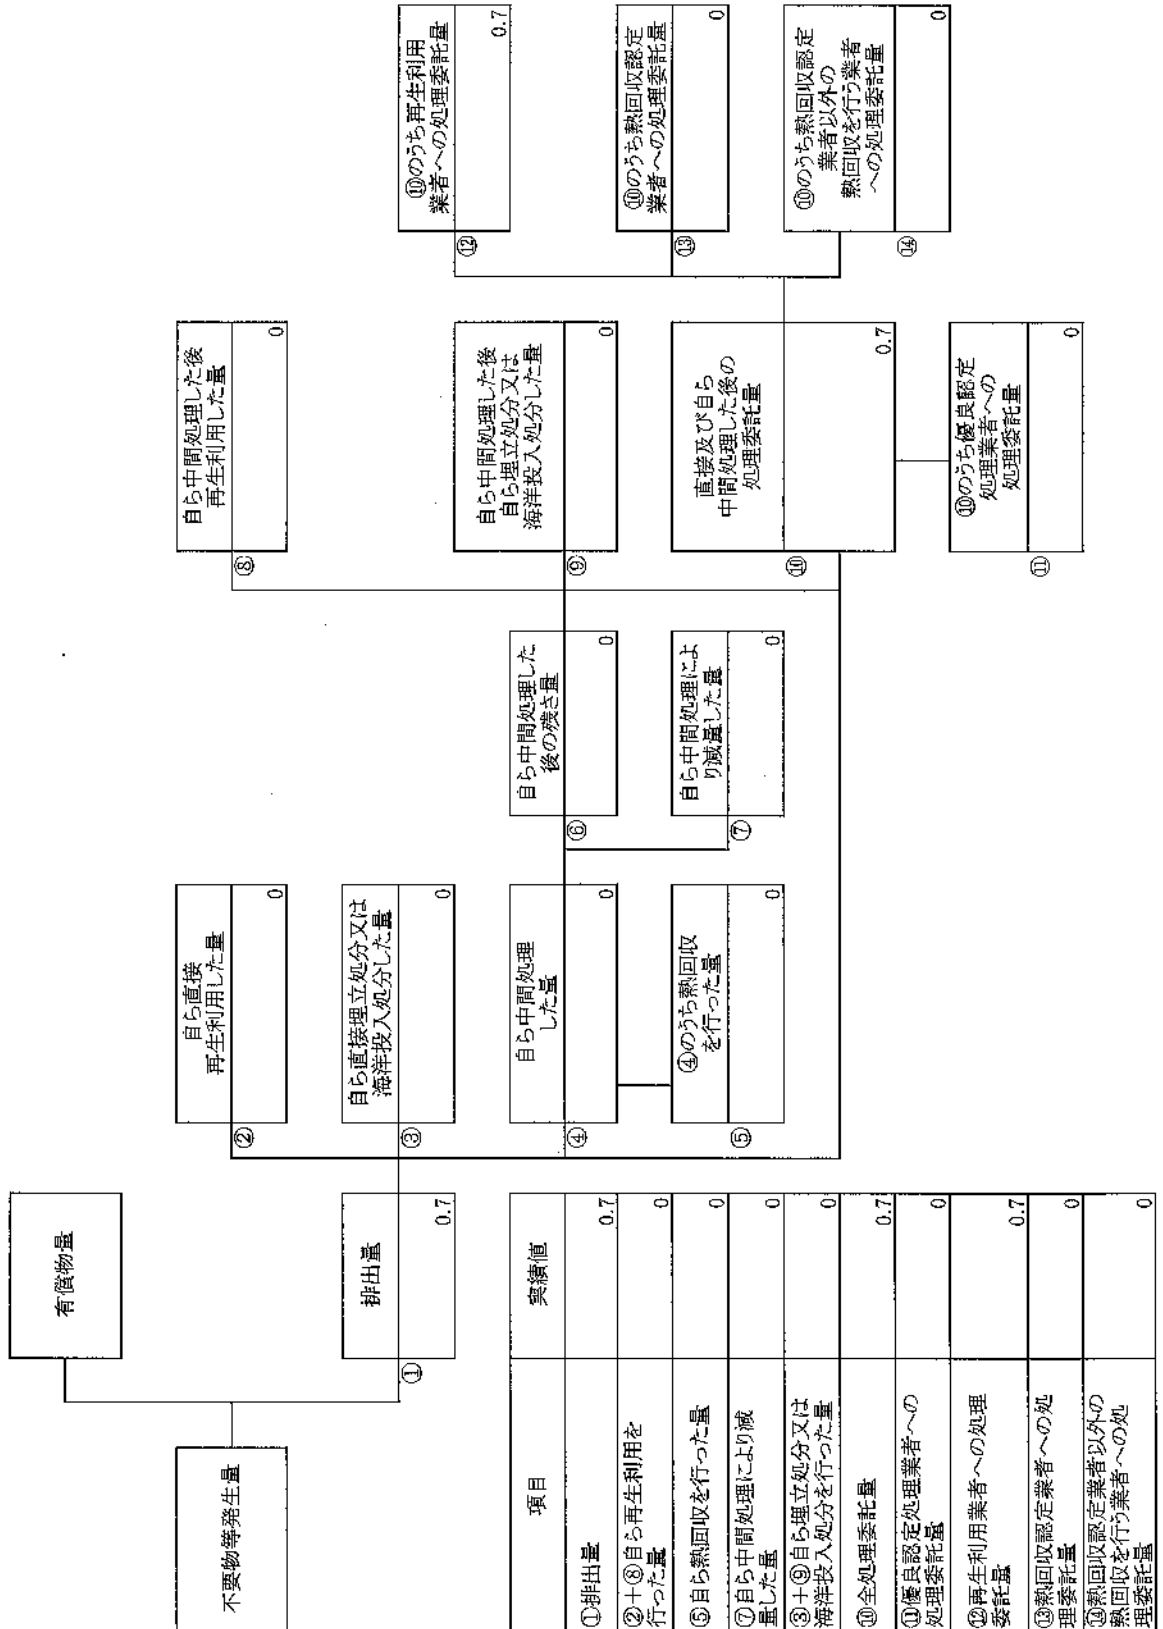 不要物等発生量
有償物量
排出量
①
0.7
自ら直接
再生利用した量
②
0
自ら直接埋立処分又は
海洋投入処分した量
③
0
自ら中間処理
した量
④
0
④のうち熱回収
を行った量
⑤
0
自ら中間処理した
後の残さ量
⑥
0
自ら中間処理によ
り減量した量
⑦
0
自ら中間処理した後
再生利用した量
⑧
0
自ら中間処理した後
自ら埋立処分又は
海洋投入処分した量
⑨
0
直接及び自ら
中間処理した後の
処理委託量
⑩
0.7
⑩のうち優良認定
処理業者への
処理委託量
⑪
0
⑩のうち再生利用
業者への処理委託量
⑫
0.7
⑩のうち熱回収認定
業者への処理委託量
⑬
0
⑩のうち熱回収認定
業者以外の
熱回収を行う業者
への処理委託量
⑭
0
項目 実績値
①排出量 0.7
②+⑧自ら再生利用を
行った量 0
⑤自ら熱回収を行った量 0
⑦自ら中間処理により減
量した量 0
③+⑨自ら埋立処分又は
海洋投入処分を行った量 0
⑩全処理委託量 0.7
⑪優良認定処理業者への
処理委託量 0
⑫再生利用業者への処理
委託量 0.7
⑬熱回収認定業者への処
理委託量 0
⑭熱回収認定業者以外の
熱回収を行う業者への処
理委託量 0